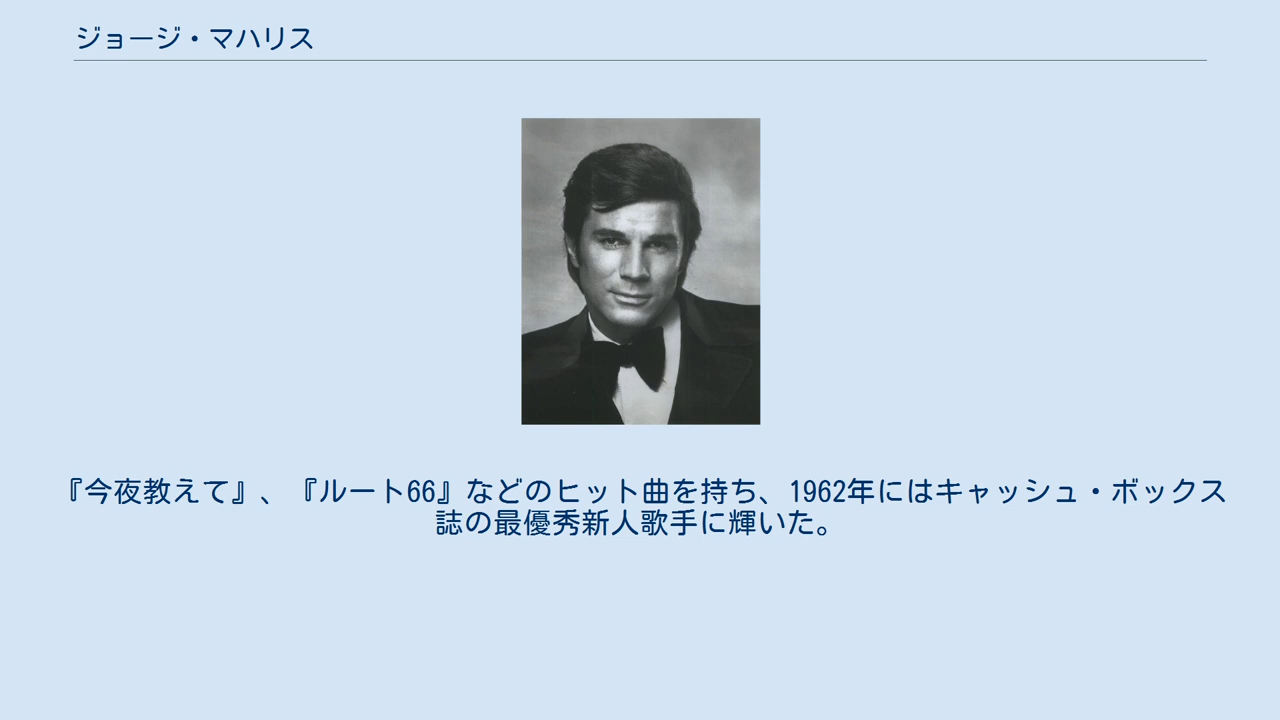 ジョージ・マハリス
『今夜教えて』、『ルート66』などのヒット曲を持ち、1962年にはキャッシュ・ボックス
誌の最優秀新人歌手に輝いた。